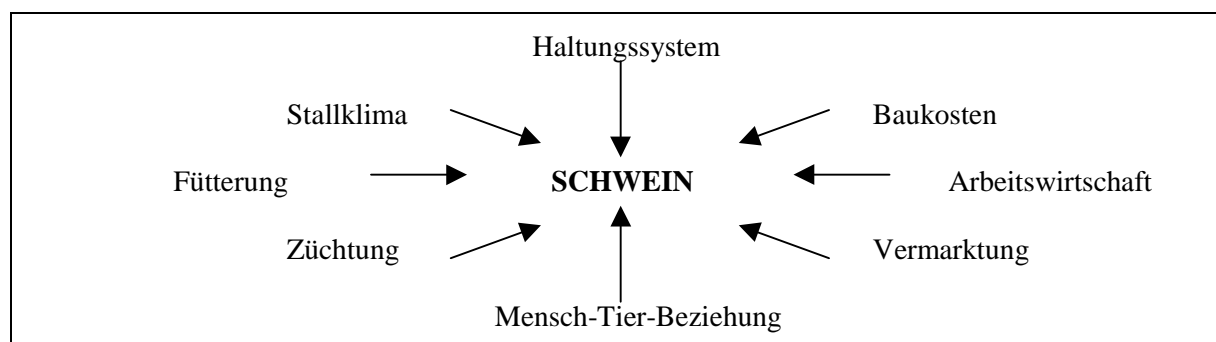 Haltungssystem
Stallklima Baukosten
Fütterung SCHWEIN Arbeitswirtschaft
Züchtung Vermarktung
Mensch-Tier-Beziehung